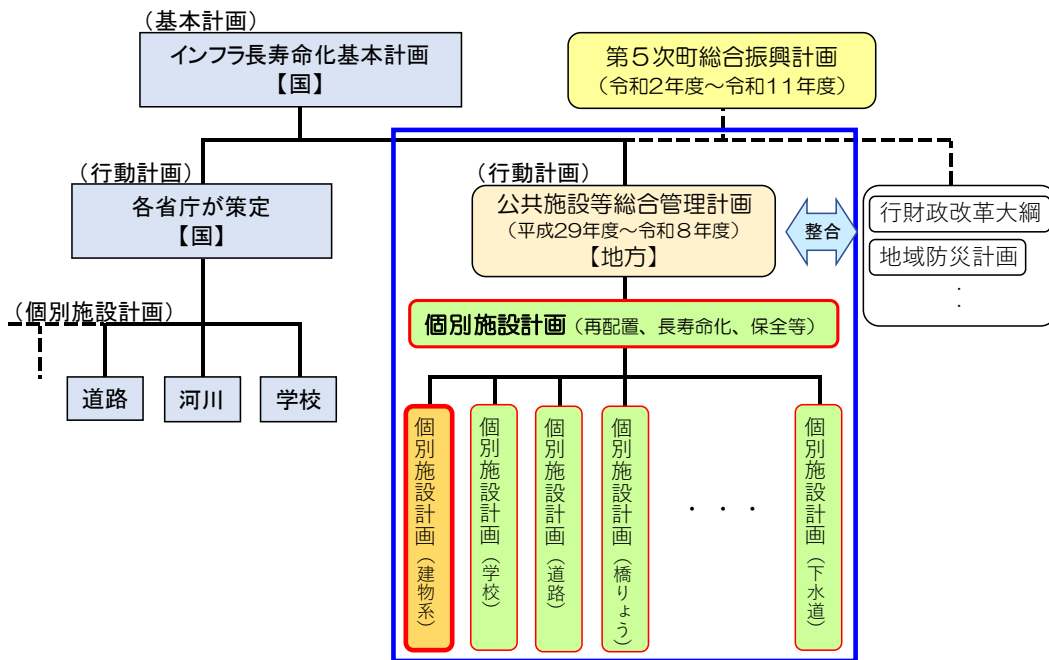 （基本計画）
インフラ長寿命化基本計画
【国】
第５次町総合振興計画
（令和2年度～令和11年度）
（行動計画）
各省庁が策定
【国】
（行動計画）
公共施設等総合管理計画
（平成29年度～令和８年度）
【地方】
整合
行財政改革大綱
地域防災計画
：
（個別施設計画）
道路
河川
学校
個別施設計画（再配置、長寿命化、保全等）
個別施設計画（建物系）
個別施設計画（学校）
個別施設計画（道路）
個別施設計画（橋りょう）
・・・
個別施設計画（下水道）